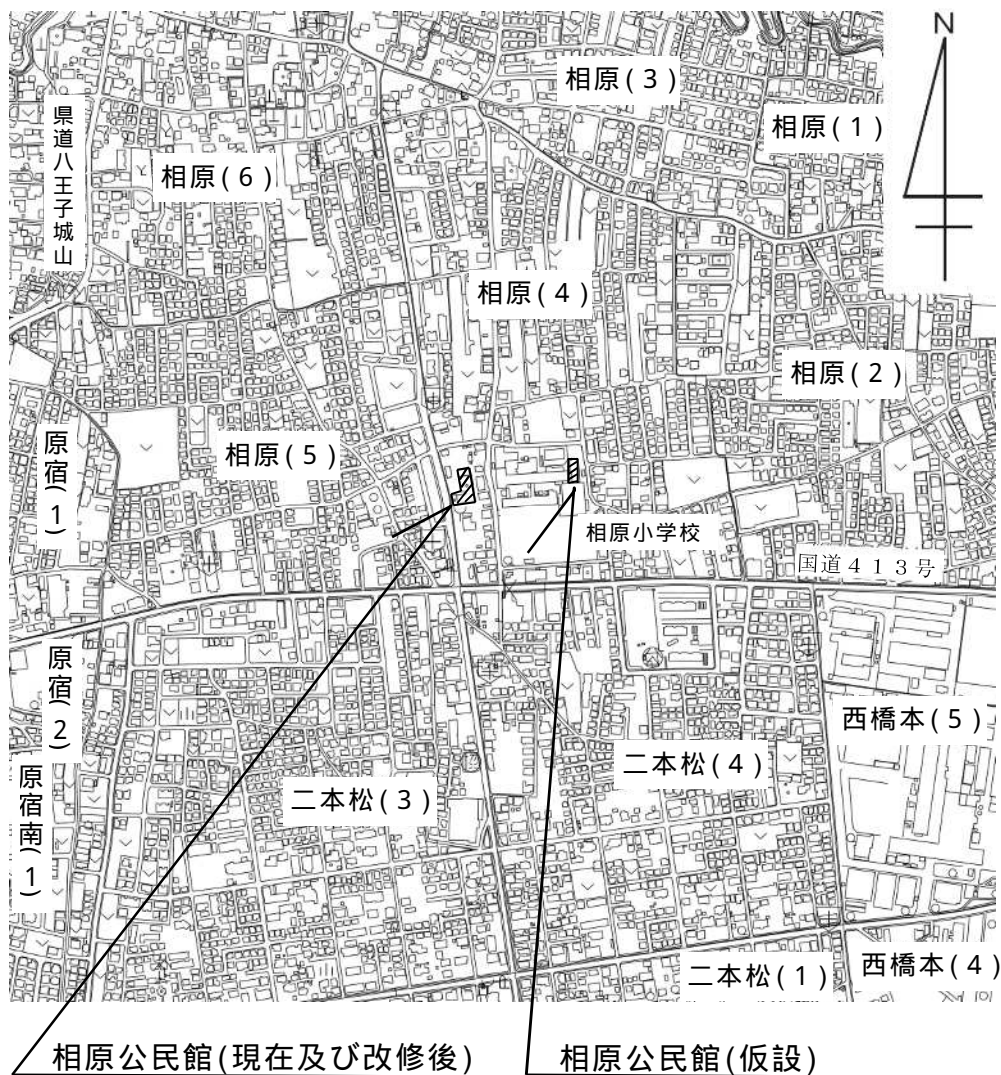 N
相原(3)
相原(1)
県道八王子城山
相原(6)
相原(4)
相原(2)
原宿(1)
相原(5)
相原小学校
国道413号
原宿(2)
西橋本(5)
二本松(4)
原宿南(1)
二本松(3)
二本松(1)
西橋本(4)
相原公民館(現在及び改修後)
相原公民館(仮設)